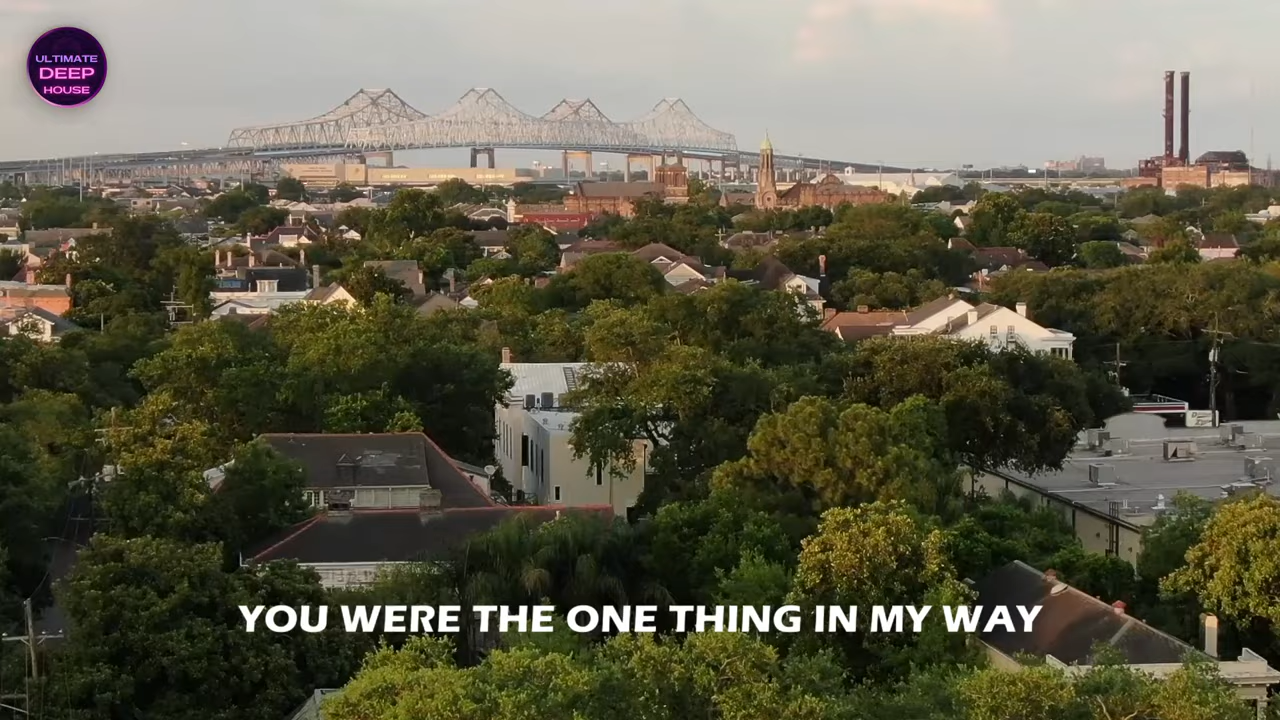 ULTIMATE
DEEP
HOUSE
YOU WERE THE ONE THING IN MY WAY